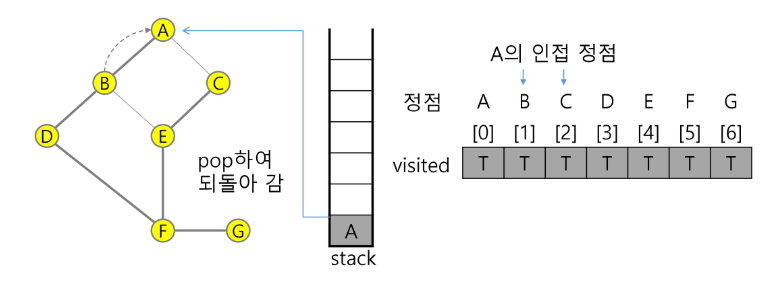 A
B
C
D
E
F
G
pop하여
되돌아 감
A
stack
A의 인접 정점
정점 A B C D E F G
[0] [1] [2] [3] [4] [5] [6]
visited T T T T T T T